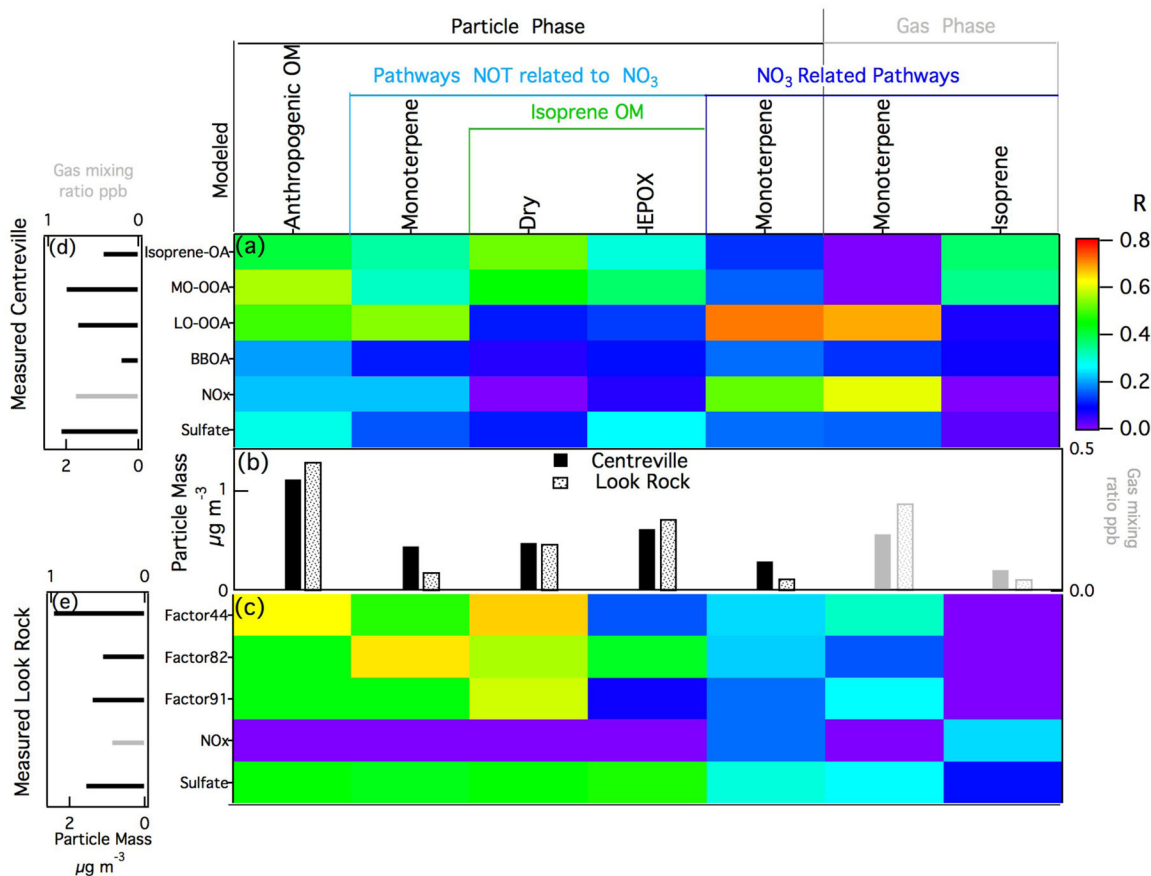 Particle Phase
Gas Phase
Pathways NOT related to NO3
NO3 Related Pathways
Isoprene OM
Modeled
Anthropogenic OM
Monoterpene
Dry
IEPOX
Monoterpene
Monoterpene
Isoprene
Gas mixing
ratio ppb
1 0
Measured Centreville
(d)
2 0
(a)
Isoprene-OA
MO-OOA
LO-OOA
BBOA
NOx
Sulfate
R
0.8
0.6
0.4
0.2
0.0
(b)
Particle Mass
µg m-3
1
0
Centreville
Look Rock
0.5
0.0
Gas mixing
ratio ppb
1 0
Measured Look Rock
(e)
2 0
Particle Mass
µg m-3
(c)
Factor44
Factor82
Factor91
NOx
Sulfate